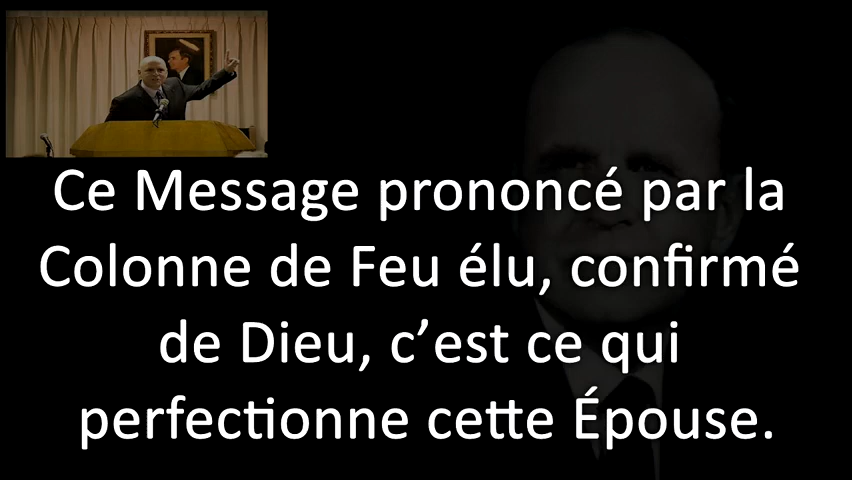 Ce Message prononcé par la
Colonne de Feu élu, confirmé
de Dieu, c’est ce qui
perfectionne cette Épouse.